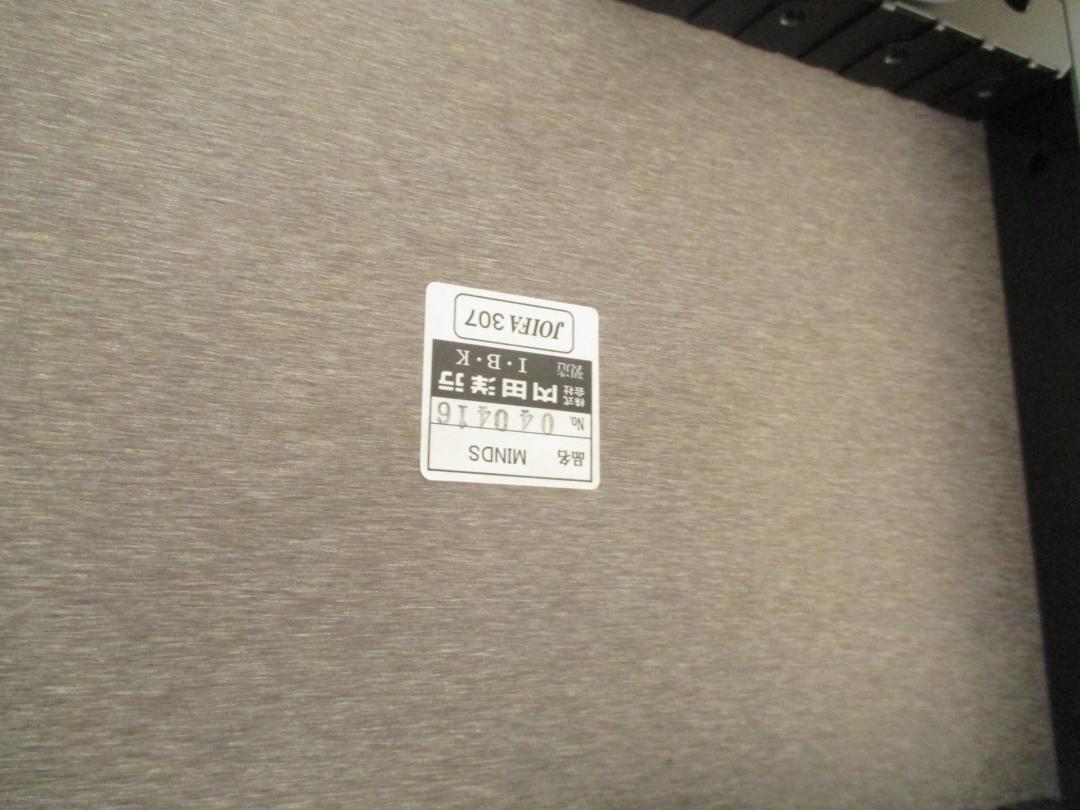 品名 MINDS
No. 040416
株式会社 内田洋行
製造 I・B・K
JOIFA 307